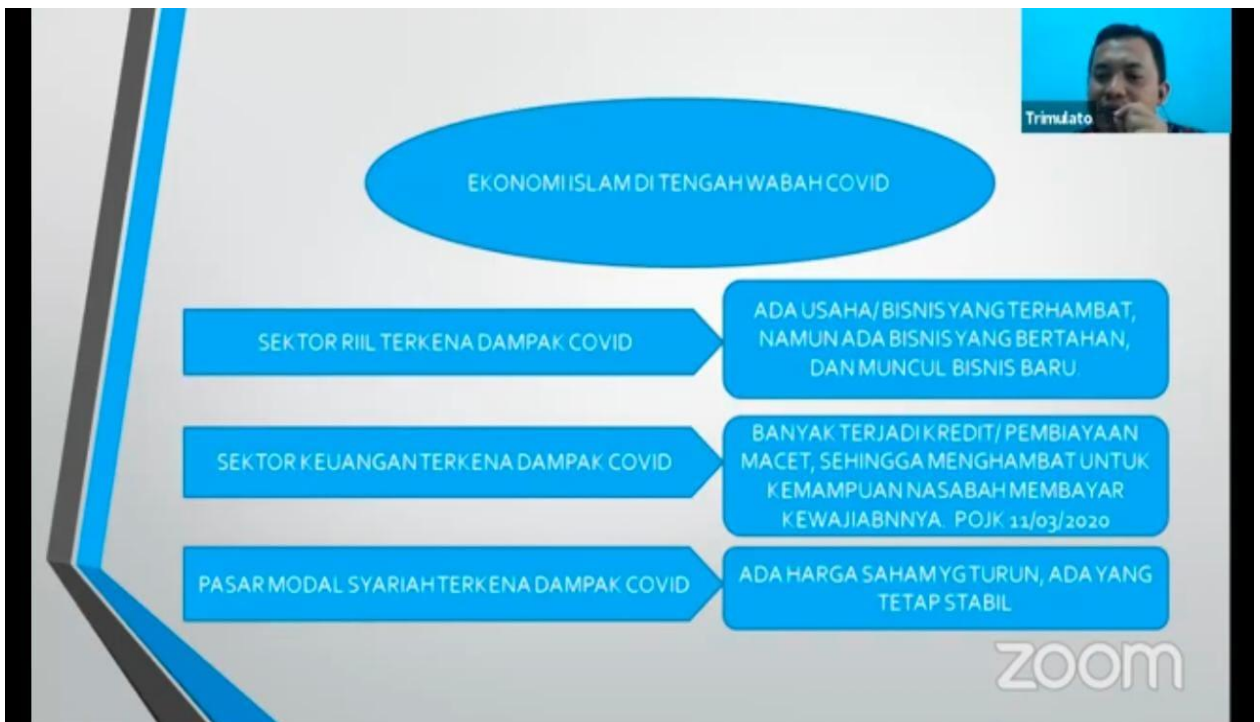 Trimulato
EKONOMI ISLAM DI TENGAH WABAH COVID
SEKTOR RIIL TERKENA DAMPAK COVID
ADA USAHA/ BISNIS YANG TERHAMBAT,
NAMUN ADA BISNIS YANG BERTAHAN,
DAN MUNCUL BISNIS BARU.
SEKTOR KEUANGAN TERKENA DAMPAK COVID
BANYAK TERJADI KREDIT/ PEMBIAYAAN
MACET, SEHINGGA MENGHAMBAT UNTUK
KEMAMPUAN NASABAH MEMBAYAR
KEWAJIABNNYA. POJK 11/03/2020
PASAR MODAL SYARIAH TERKENA DAMPAK COVID
ADA HARGA SAHAM YG TURUN, ADA YANG
TETAP STABIL
zoom